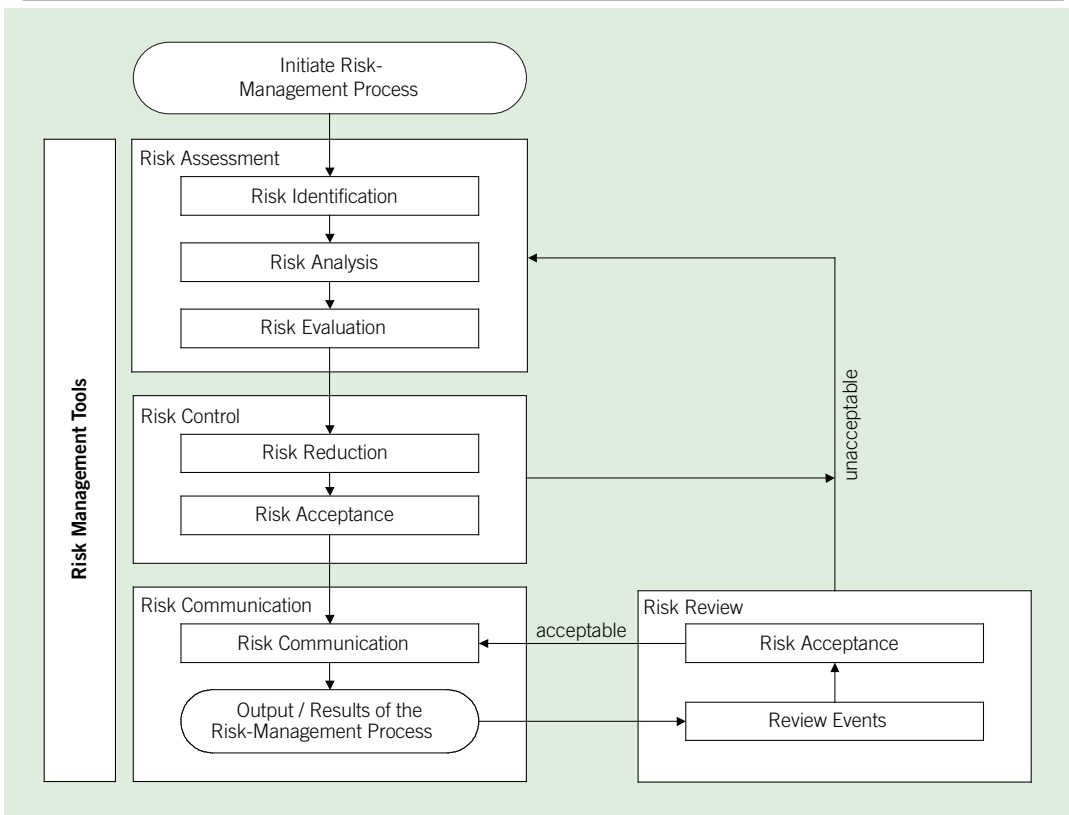 Initiate Risk-
Management Process
Risk Management Tools
Risk Assessment
Risk Identification
Risk Analysis
Risk Evaluation
Risk Control
Risk Reduction
Risk Acceptance
unacceptable
Risk Communication
Risk Communication
Output / Results of the
Risk-Management Process
acceptable
Risk Review
Risk Acceptance
Review Events